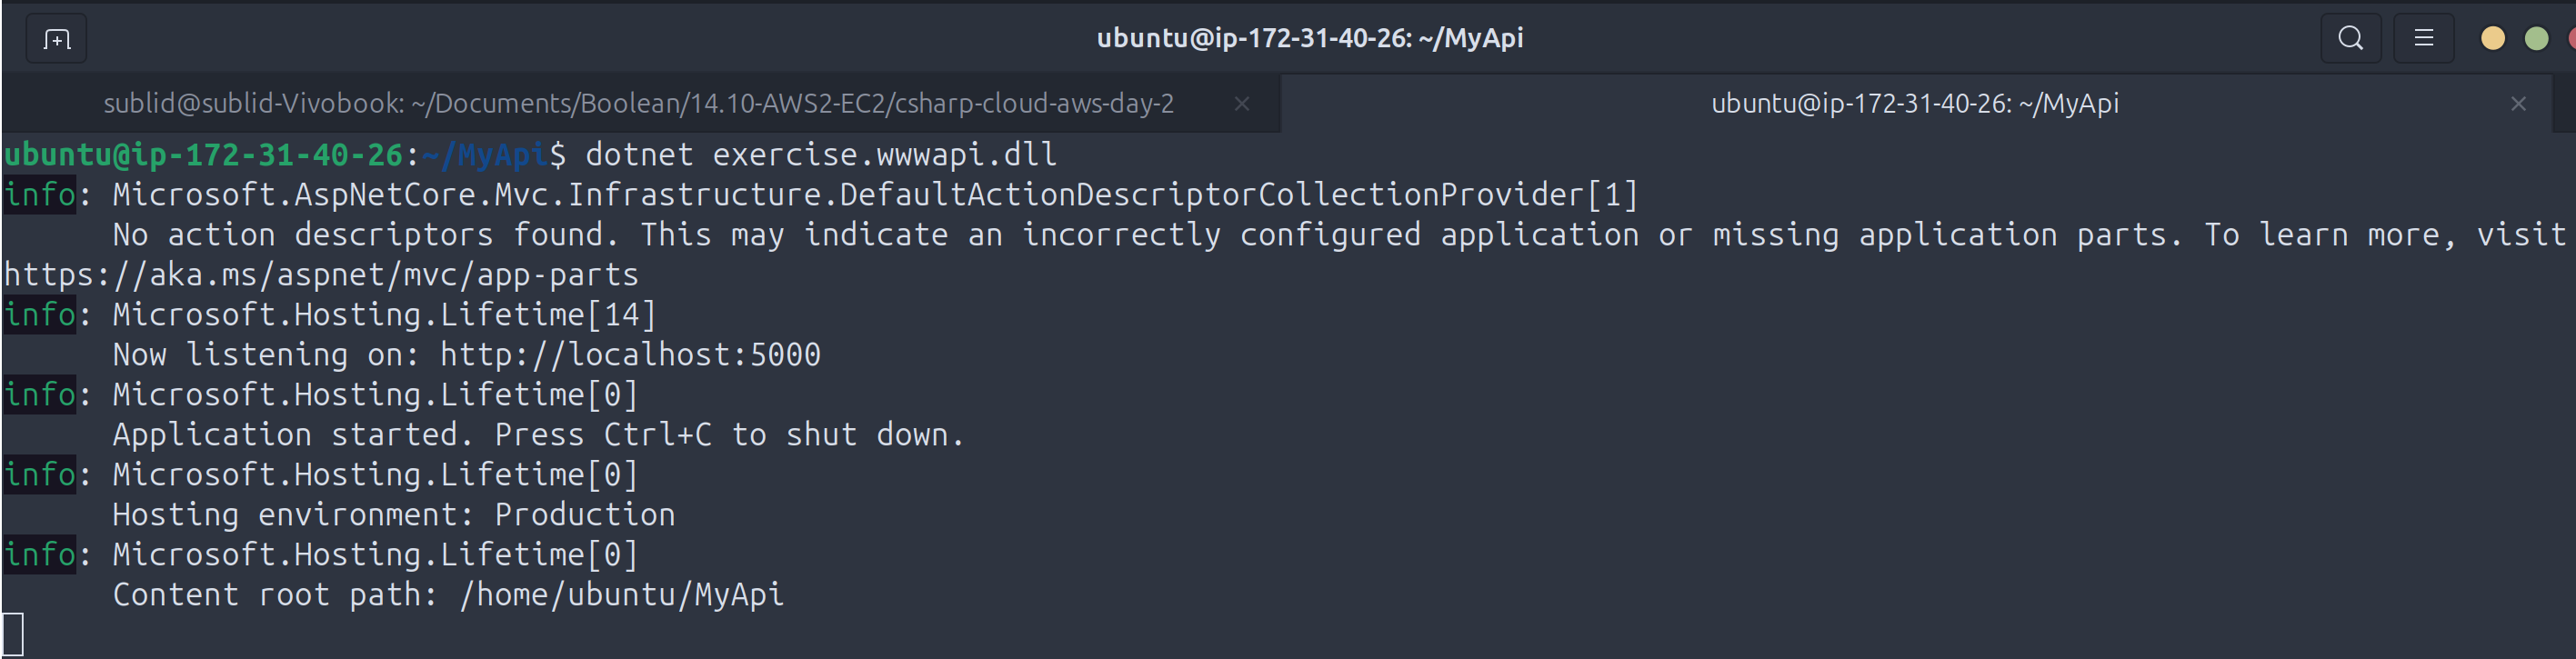 ubuntu@ip-172-31-40-26: ~/MyApi
sublid@sublid-Vivobook: ~/Documents/Boolean/14.10-AWS2-EC2/csharp-cloud-aws-day-2
ubuntu@ip-172-31-40-26: ~/MyApi
ubuntu@ip-172-31-40-26:~/MyApi$ dotnet exercise.wwwapi.dll
info: Microsoft.AspNetCore.Mvc.Infrastructure.DefaultActionDescriptorCollectionProvider[1]
No action descriptors found. This may indicate an incorrectly configured application or missing application parts. To learn more, visit
https://aka.ms/aspnet/mvc/app-parts
info: Microsoft.Hosting.Lifetime[14]
Now listening on: http://localhost:5000
info: Microsoft.Hosting.Lifetime[0]
Application started. Press Ctrl+C to shut down.
info: Microsoft.Hosting.Lifetime[0]
Hosting environment: Production
info: Microsoft.Hosting.Lifetime[0]
Content root path: /home/ubuntu/MyApi